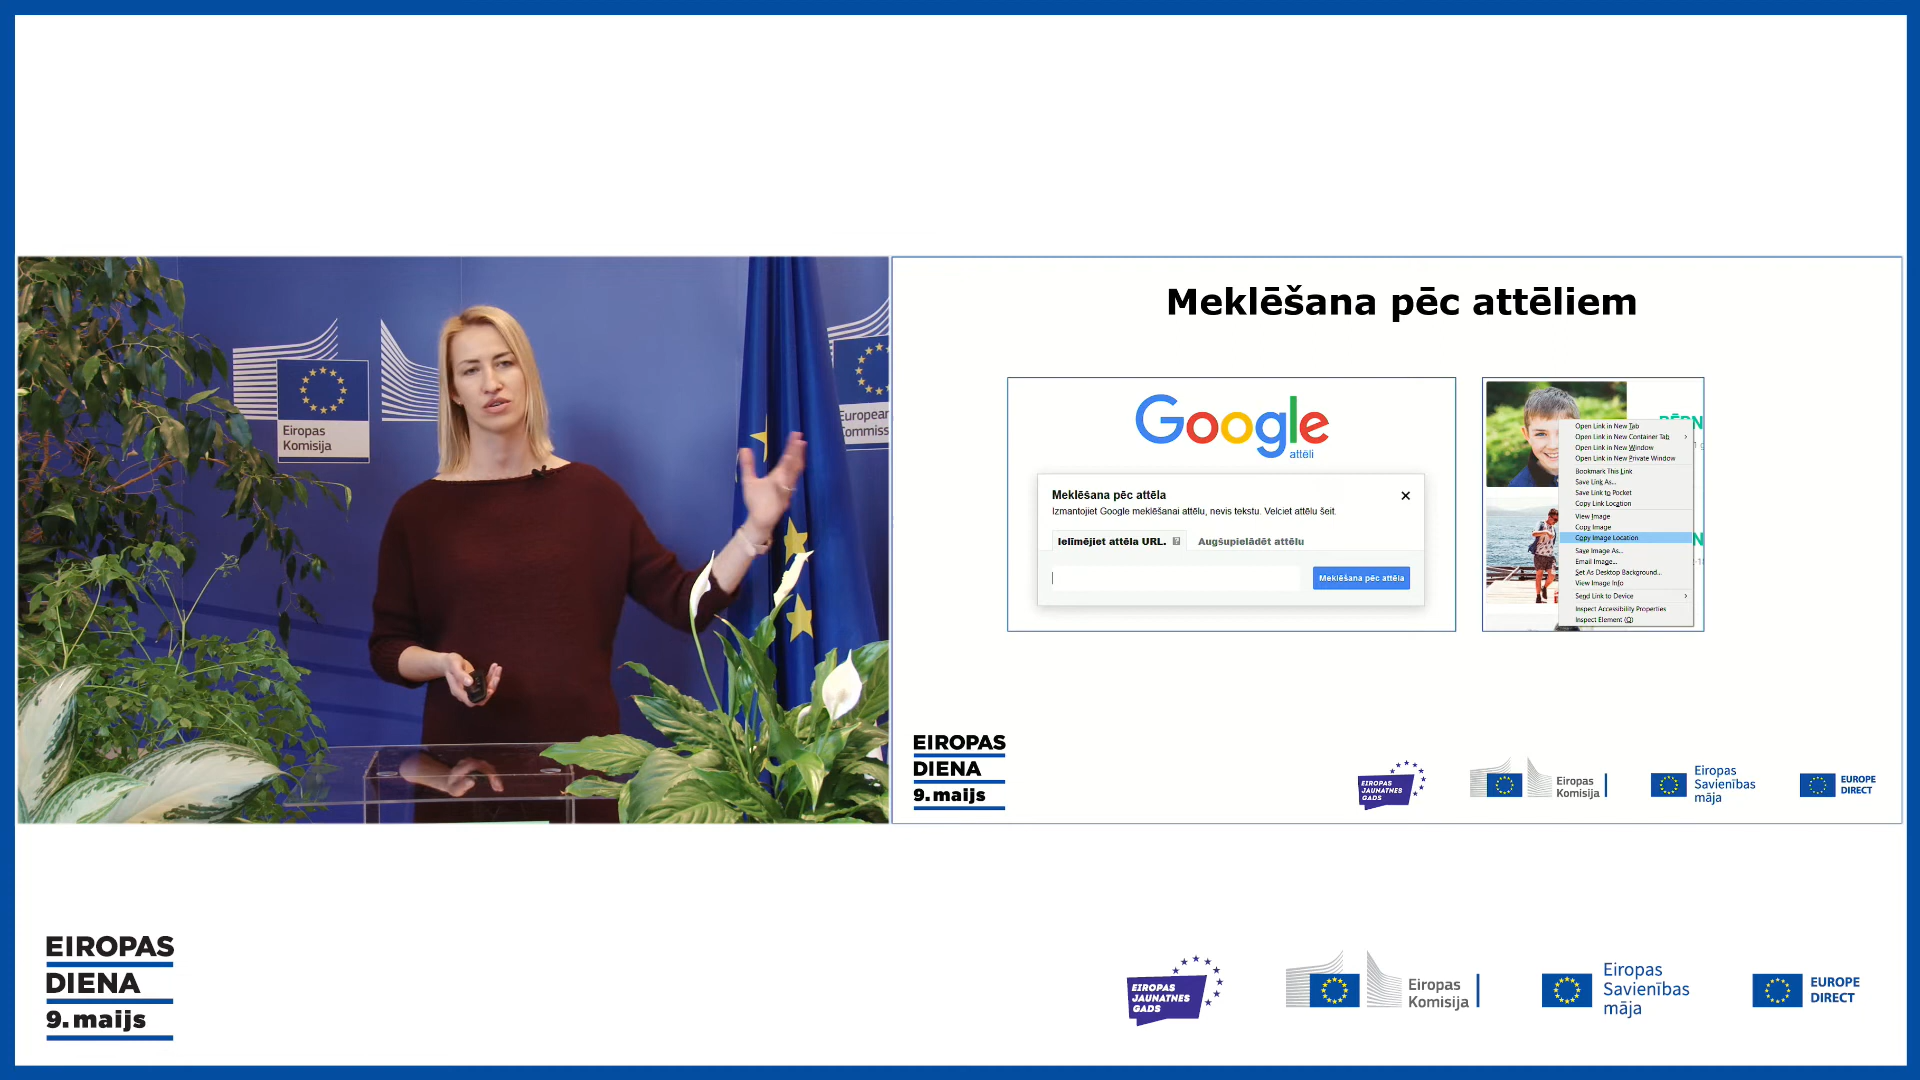 Eiropas
Komisija
European
Commiss
Meklēšana pēc attēliem
Google
attēli
Meklēšana pēc attēla
Izmantojiet Google meklēšanai attēlu, nevis tekstu. Velciet attēlu šeit.
Ielīmējiet attēla URL. ?
Augšupielādēt attēlu
Meklēšana pēc attēla
Open Link in New Tab
Open Link in New Container Tab
Open Link in New Window
Open Link in New Private Window
Bookmark This Link
Save Link As...
Save Link to Pocket
Copy Link Location
View Image
Copy Image
Copy Image Location
Save Image As...
Email Image...
Set As Desktop Background...
View Image Info
Send Link to Device
Inspect Accessibility Properties
Inspect Element (Q)
EIROPAS
DIENA
9.maijs
EIROPAS
JAUNATNES
GADS
Eiropas
Komisija
Eiropas
Savienības
māja
EUROPE
DIRECT
EIROPAS
DIENA
9.maijs
EIROPAS
JAUNATNES
GADS
Eiropas
Komisija
Eiropas
Savienības
māja
EUROPE
DIRECT